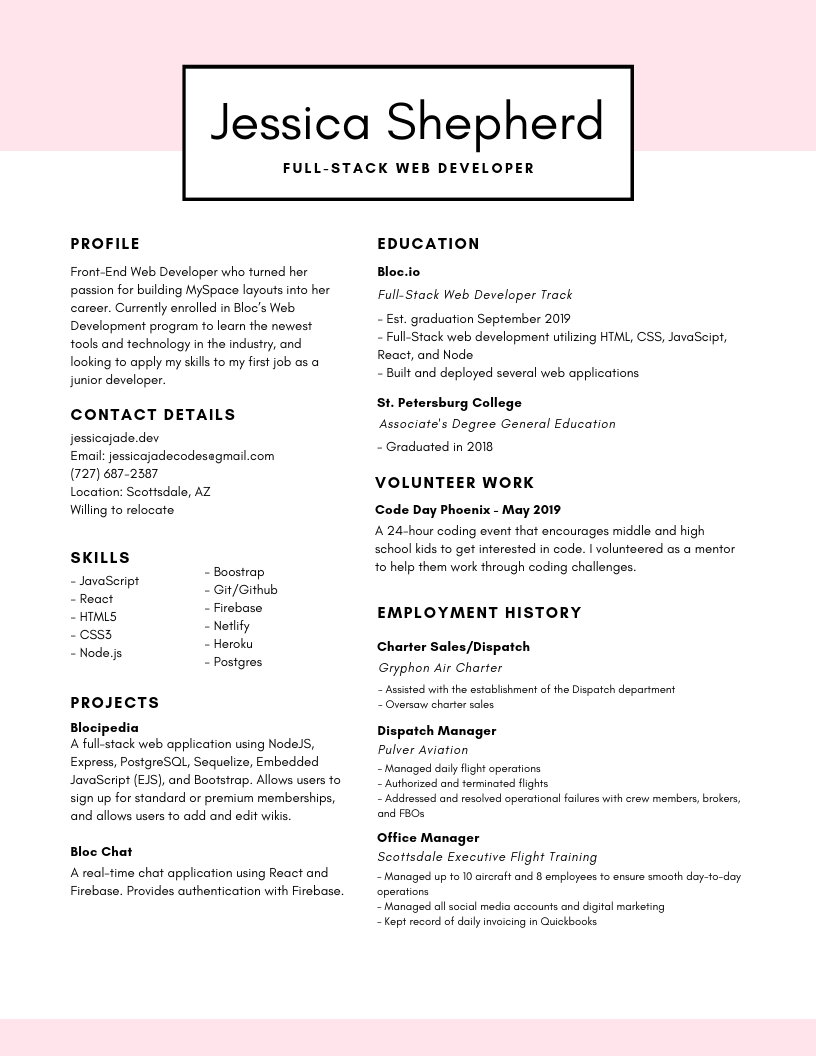 Jessica Shepherd
FULL-STACK WEB DEVELOPER
PROFILE
Front-End Web Developer who turned her
passion for building MySpace layouts into her
career. Currently enrolled in Bloc's Web
Development program to learn the newest
tools and technology in the industry, and
looking to apply my skills to my first job as a
junior developer.
CONTACT DETAILS
jessicajade.dev
Email: jessicajadecodes@gmail.com
(727) 687-2387
Location: Scottsdale, AZ
Willing to relocate
SKILLS
- JavaScript
- React
- HTML5
- CSS3
- Node.js
- Boostrap
- Git/Github
- Firebase
- Netlify
- Heroku
- Postgres
PROJECTS
Blocipedia
A full-stack web application using NodeJS,
Express, PostgreSQL, Sequelize, Embedded
JavaScript (EJS), and Bootstrap. Allows users to
sign up for standard or premium memberships,
and allows users to add and edit wikis.
Bloc Chat
A real-time chat application using React and
Firebase. Provides authentication with Firebase.
EDUCATION
Bloc.io
Full-Stack Web Developer Track
- Est. graduation September 2019
- Full-Stack web development utilizing HTML, CSS, JavaScipt,
React, and Node
- Built and deployed several web applications
St. Petersburg College
Associate's Degree General Education
- Graduated in 2018
VOLUNTEER WORK
Code Day Phoenix - May 2019
A 24-hour coding event that encourages middle and high
school kids to get interested in code. I volunteered as a mentor
to help them work through coding challenges.
EMPLOYMENT HISTORY
Charter Sales/Dispatch
Gryphon Air Charter
- Assisted with the establishment of the Dispatch department
- Oversaw charter sales
Dispatch Manager
Pulver Aviation
- Managed daily flight operations
- Authorized and terminated flights
- Addressed and resolved operational failures with crew members, brokers,
and FBOs
Office Manager
Scottsdale Executive Flight Training
- Managed up to 10 aircraft and 8 employees to ensure smooth day-to-day
operations
- Managed all social media accounts and digital marketing
- Kept record of daily invoicing in Quickbooks